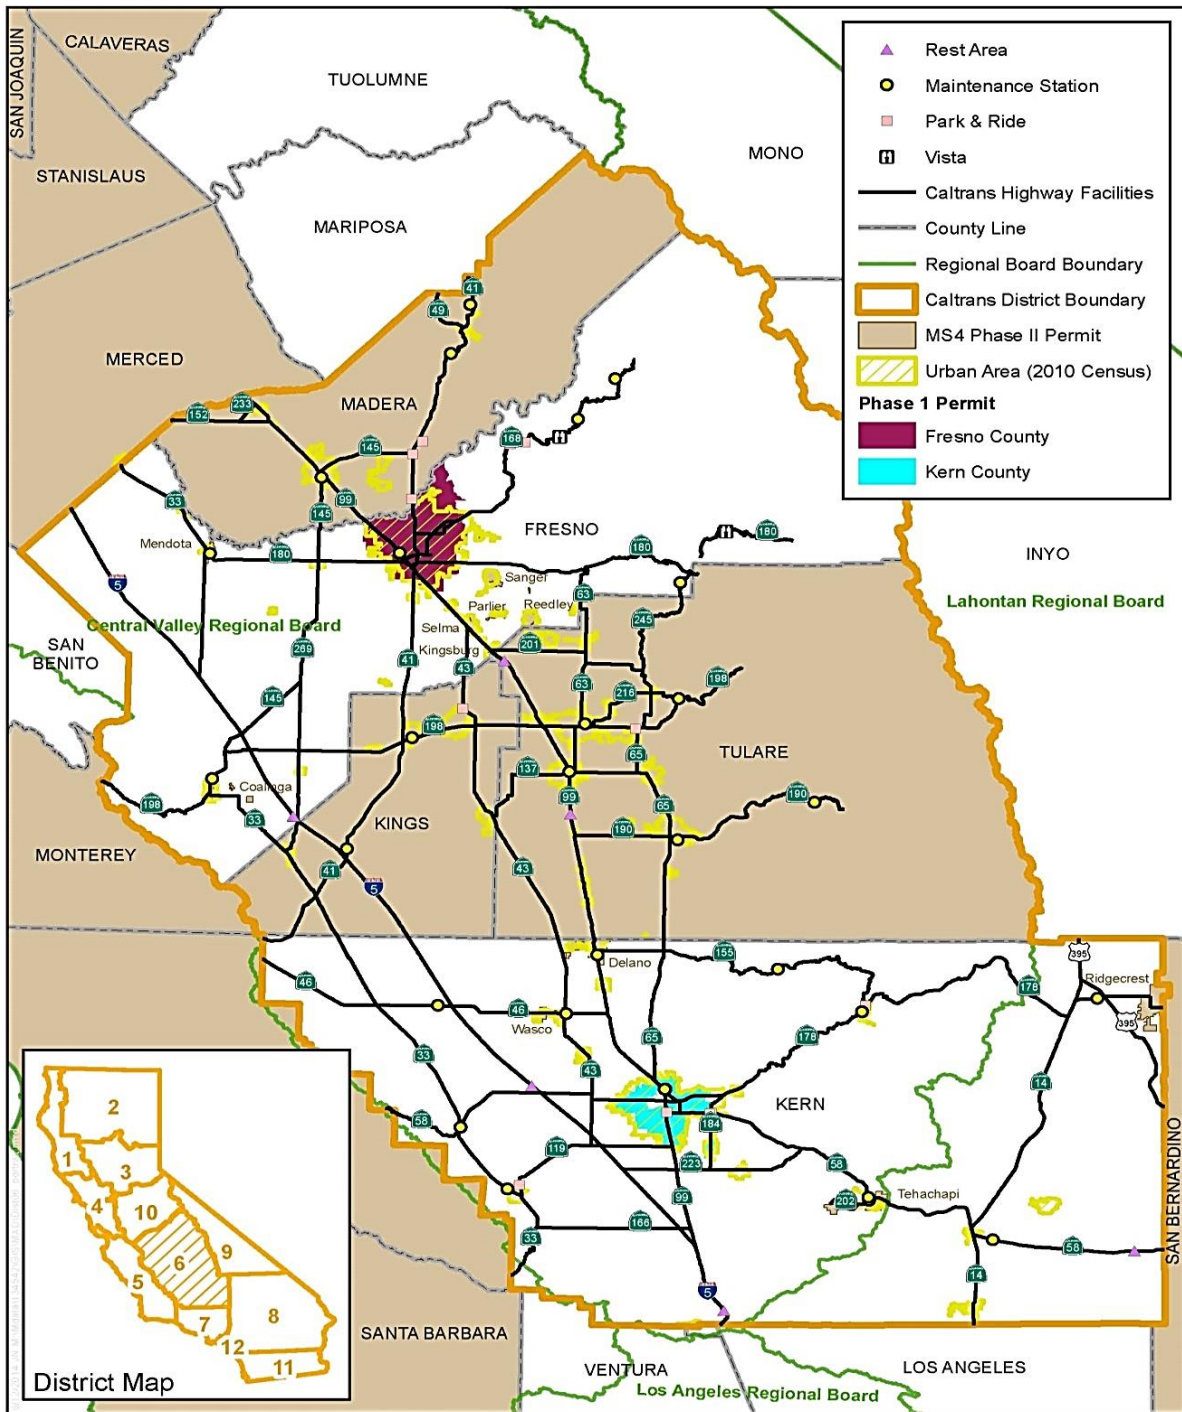 CALAVERAS
SAN JOAQUIN
TUOLUMNE
STANISLAUS
MONO
MARIPOSA
MERCED
MADERA
FRESNO
INYO
Lahontan Regional Board
Central Valley Regional Board
SAN
BENITO
MONTEREY
KINGS
TULARE
KERN
SAN BERNARDINO
SANTA BARBARA
VENTURA
LOS ANGELES
Los Angeles Regional Board
Rest Area
Maintenance Station
Park & Ride
Vista
Caltrans Highway Facilities
County Line
Regional Board Boundary
Caltrans District Boundary
MS4 Phase II Permit
Urban Area (2010 Census)
Phase 1 Permit
Fresno County
Kern County
Mendota
Sanger
Parlier
Reedley
Selma
Kingsburg
Coalinga
Delano
Wasco
Ridgecrest
Tehachapi
41
49
233
152
145
168
99
145
33
180
5
180
180
63
245
201
269
41
43
63
216
198
145
198
65
137
99
65
190
190
198
33
41
5
43
155
46
46
178
395
395
65
178
33
43
14
58
184
119
223
58
99
202
166
33
58
14
5
2
1
3
4
10
9
6
5
8
7
12
11
District Map